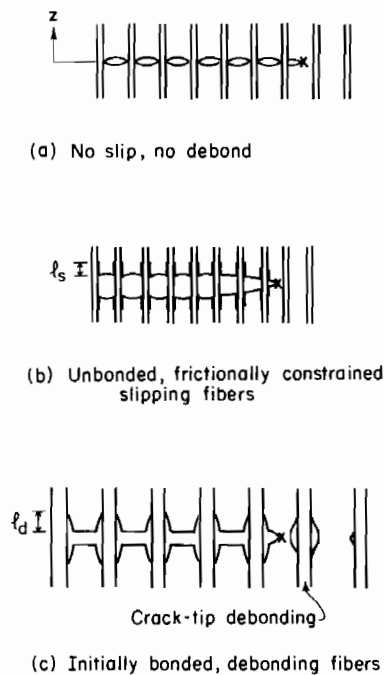 z
(a) No slip, no debond
ℓs
(b) Unbonded, frictionally constrained
slipping fibers
ℓd
Crack-tip debonding
(c) Initially bonded, debonding fibers